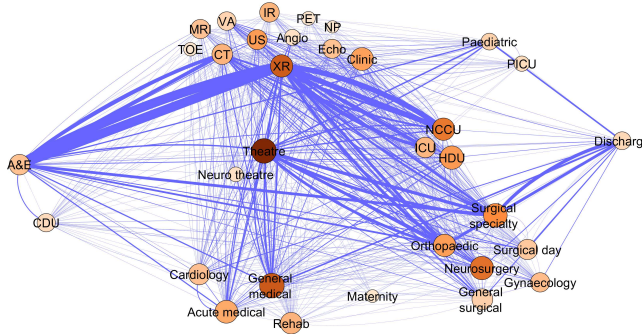 PET
IR
VA
NP
MRI
Angio
US
TOE
CT
Echo
Clinic
XR
Paediatric
PICU
NCCU
Discharg
ICU
HDU
Theatre
A&E
Neuro theatre
CDU
Surgical
specialty
Orthopaedic
Surgical day
Cardiology
General
medical
Neurosurgery
Gynaecology
Maternity
General
surgical
Acute medical
Rehab